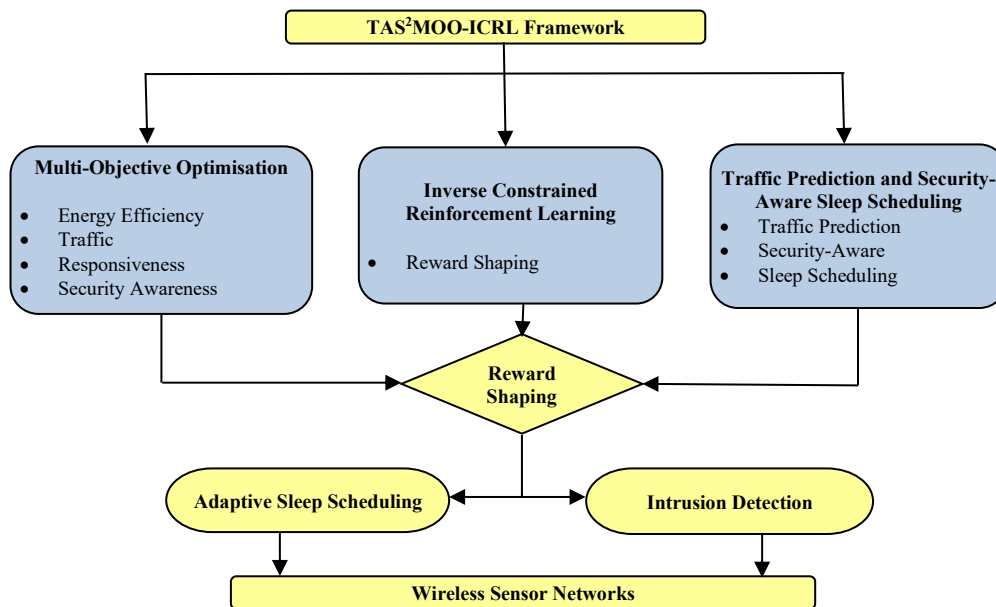 TAS²MOO-ICRL Framework
Multi-Objective Optimisation
• Energy Efficiency
• Traffic
• Responsiveness
• Security Awareness
Inverse Constrained
Reinforcement Learning
• Reward Shaping
Traffic Prediction and Security-
Aware Sleep Scheduling
• Traffic Prediction
• Security-Aware
• Sleep Scheduling
Reward
Shaping
Adaptive Sleep Scheduling
Intrusion Detection
Wireless Sensor Networks